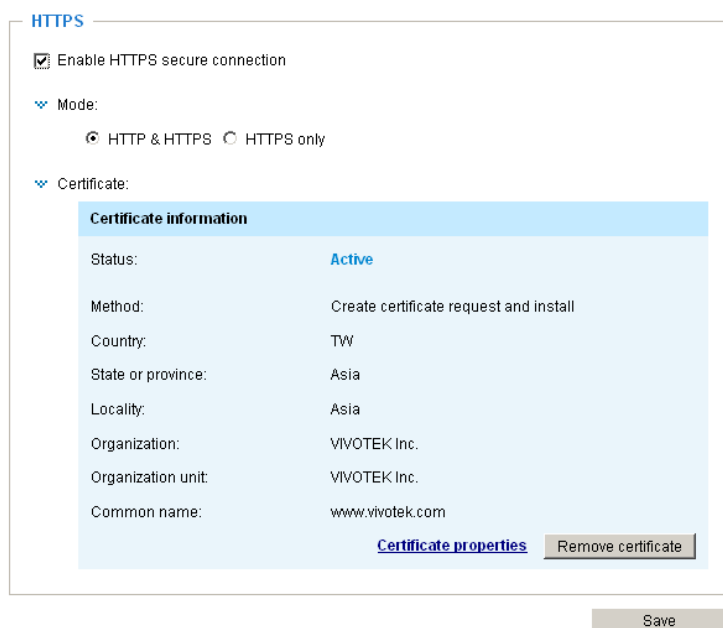 HTTPS
Enable HTTPS secure connection
Mode:
HTTP & HTTPS HTTPS only
Certificate:
Certificate information
Status: Active
Method: Create certificate request and install
Country: TW
State or province: Asia
Locality: Asia
Organization: VIVOTEK Inc.
Organization unit: VIVOTEK Inc.
Common name: www.vivotek.com
Certificate properties Remove certificate
Save